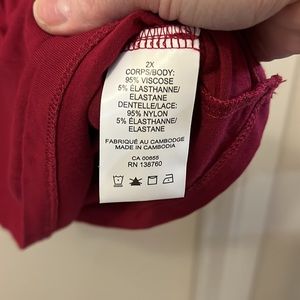 2X
CORPS/BODY:
95% VISCOSE
5% ÉLASTHANNE/
ELASTANE
DENTELLE/LACE:
95% NYLON
5% ÉLASTHANNE/
ELASTANE
FABRIQUÉ AU CAMBODGE
MADE IN CAMBODIA
CA 00655
RN 138760